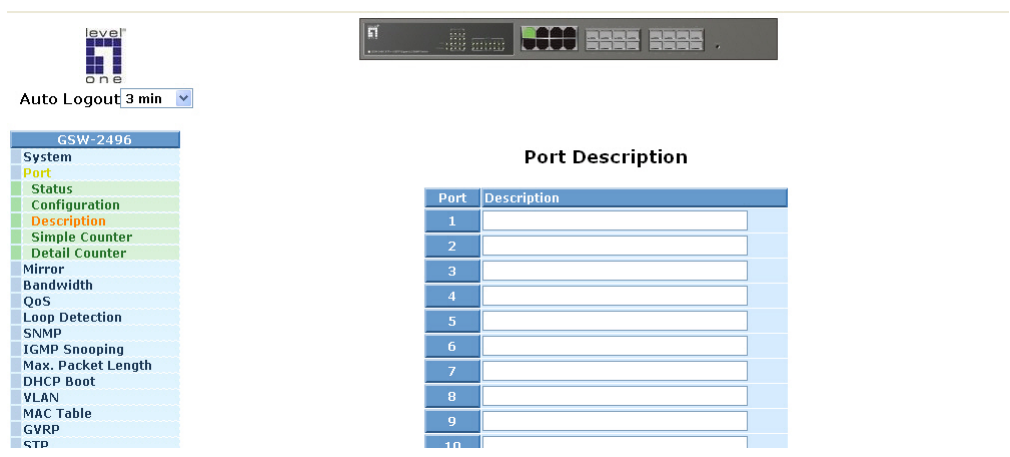 level
one
Auto Logout 3 min
GSW-2496
System
Port
Status
Configuration
Description
Simple Counter
Detail Counter
Mirror
Bandwidth
QoS
Loop Detection
SNMP
IGMP Snooping
Max. Packet Length
DHCP Boot
VLAN
MAC Table
GVRP
STP
Port Description
Port Description
1
2
3
4
5
6
7
8
9
10